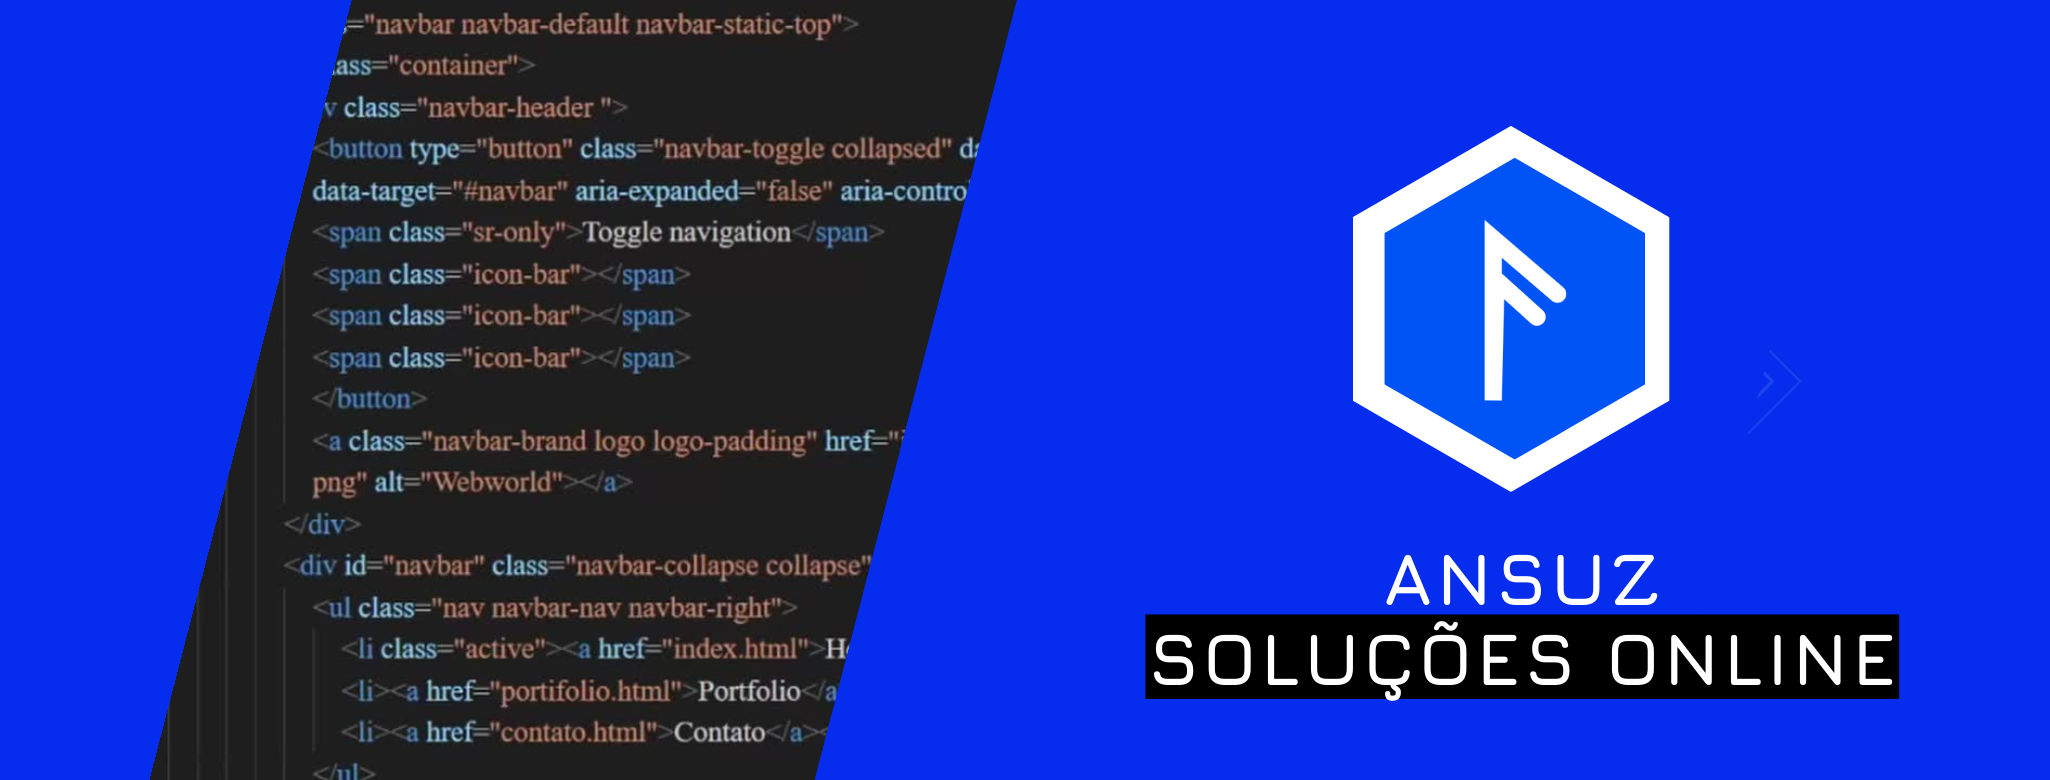 ="navbar navbar-default navbar-static-top">
ass="container">
v class="navbar-header ">
<button type="button" class="navbar-toggle collapsed"
data-target="#navbar" aria-expanded="false" aria-contro
<span class="sr-only">Toggle navigation</span>
<span class="icon-bar"></span>
<span class="icon-bar"></span>
<span class="icon-bar"></span>
</button>
<a class="navbar-brand logo logo-padding" href="
png" alt="Webworld"></a>
</div>
<div id="navbar" class="navbar-collapse collapse"
<ul class="nav navbar-nav navbar-right">
<li class="active"><a href="index.html">H
<li><a href="portifolio.html">Portfolio</a
<li><a href="contato.html">Contato</a>
</ul>
ANSUZ
SOLUÇÕES ONLINE